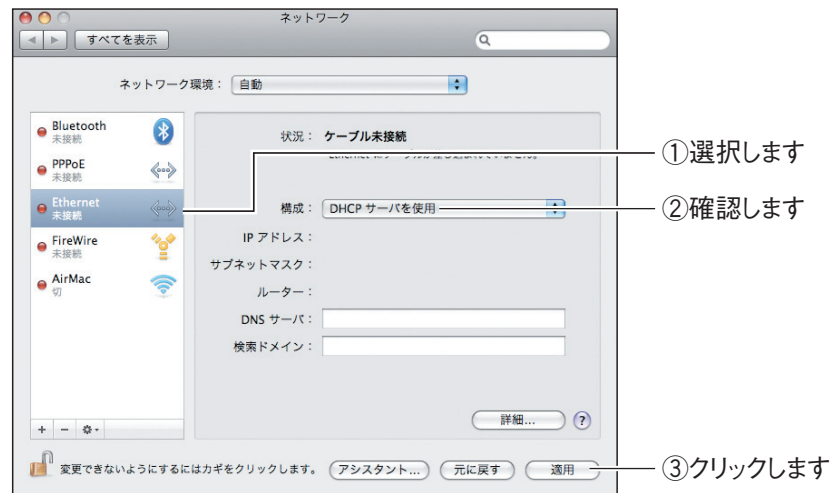 ネットワーク
すべてを表示
ネットワーク環境： 自動
Bluetooth
未接続
PPPoE
未接続
Ethernet
未接続
FireWire
未接続
AirMac
切
状況： ケーブル未接続
構成： DHCP サーバを使用
IP アドレス：
サブネットマスク：
ルーター：
DNS サーバ：
検索ドメイン：
詳細... ?
変更できないようにするにはカギをクリックします。 アシスタント... 元に戻す 適用
①選択します
②確認します
③クリックします